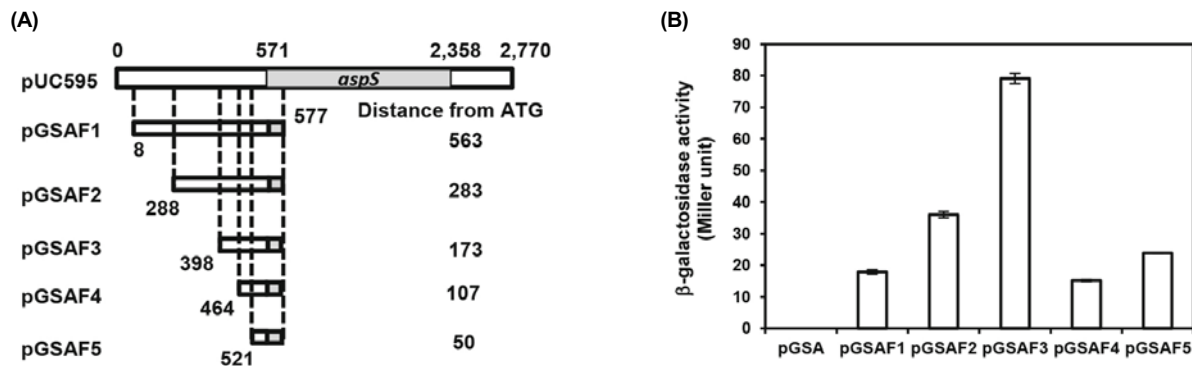 (A)
0 571 2,358 2,770
pUC595 aspS
Distance from ATG
577
pGSAF1 8 563
pGSAF2 288 283
pGSAF3 398 173
pGSAF4 464 107
pGSAF5 521 50
(B)
β-galactosidase activity
(Miller unit)
90
80
70
60
50
40
30
20
10
0
pGSA pGSAF1 pGSAF2 pGSAF3 pGSAF4 pGSAF5